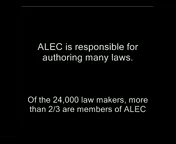 ALEC is responsible for
authoring many laws.
Of the 24,000 law makers, more
than 2/3 are members of ALEC